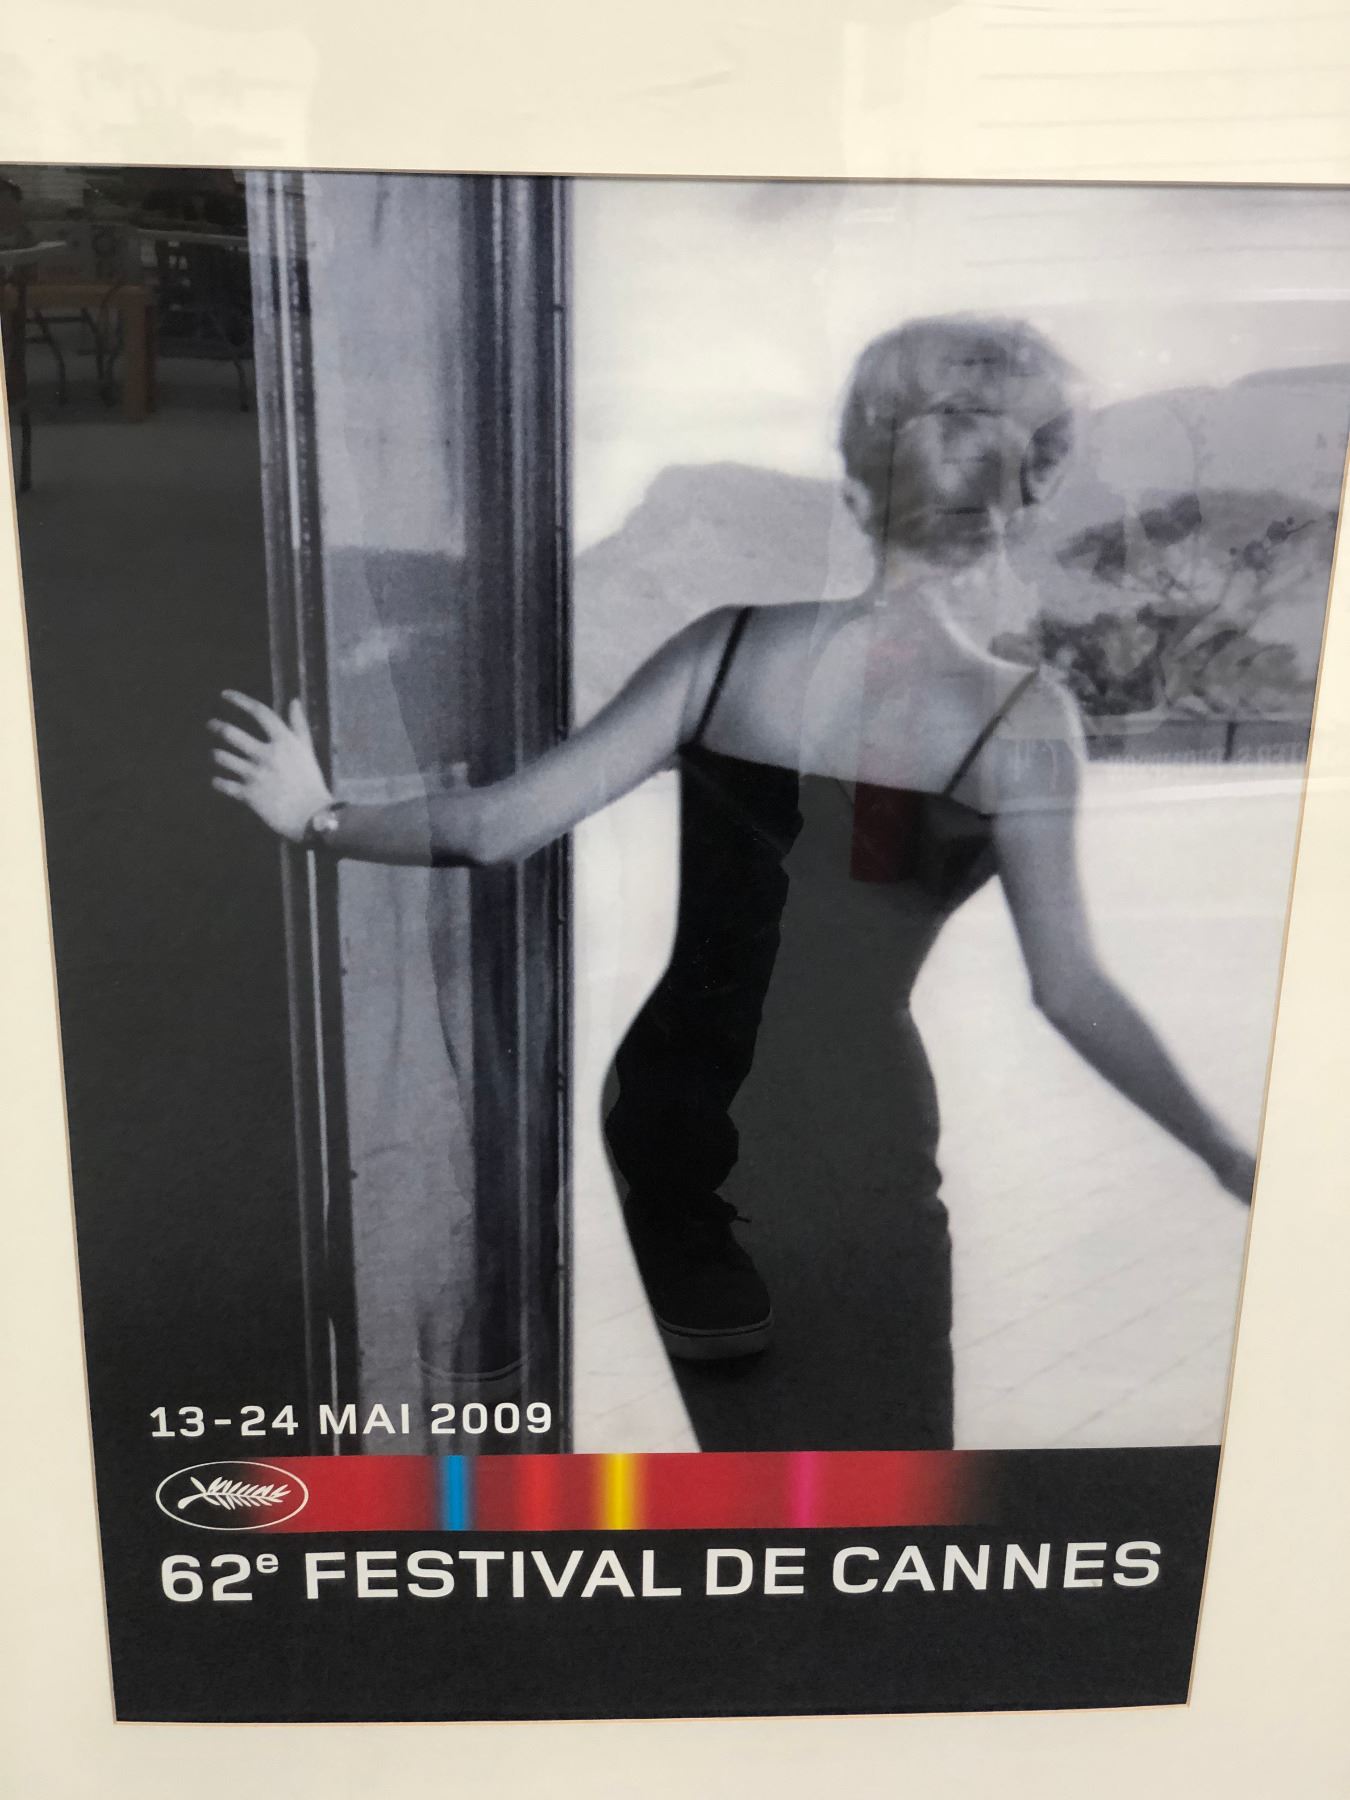 13-24 MAI 2009
62e FESTIVAL DE CANNES